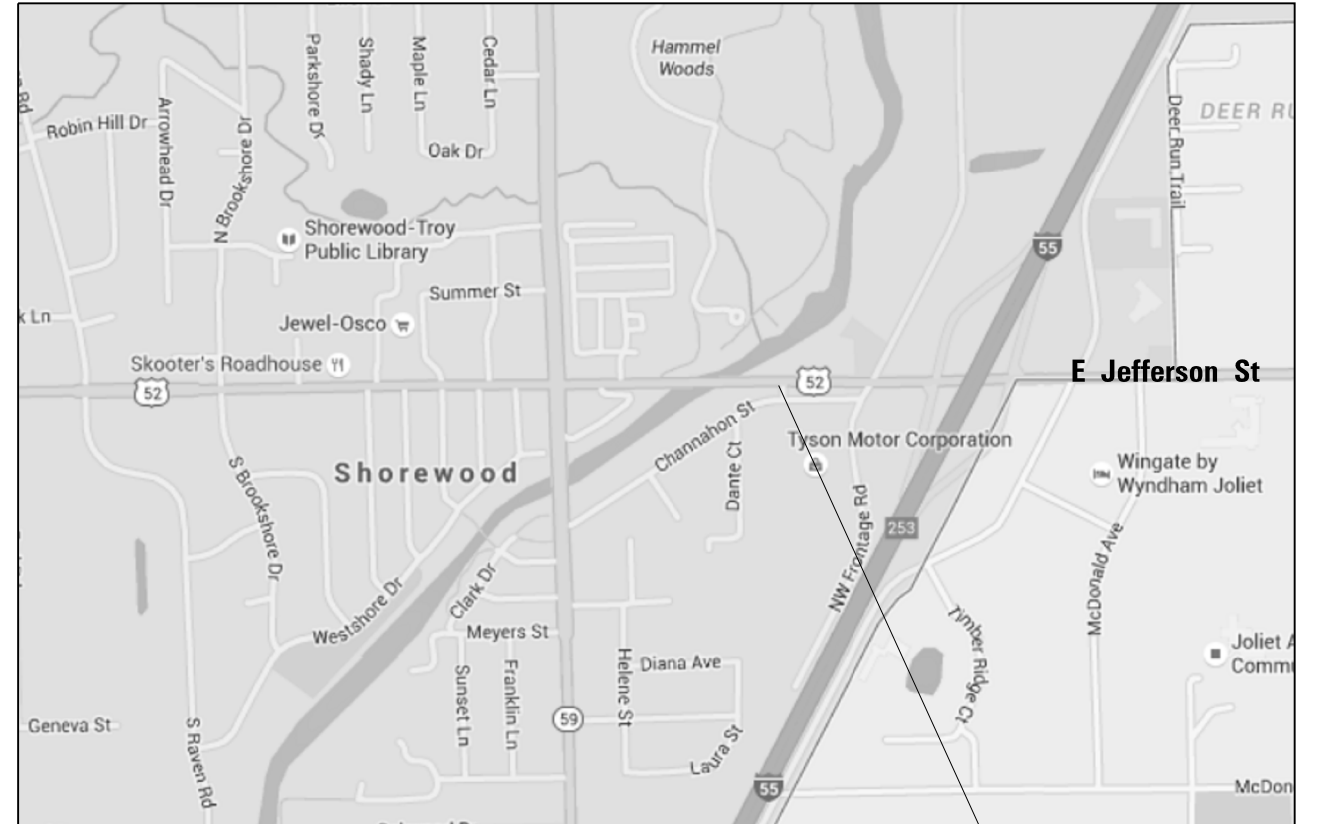 Parkshore Dr
Shady Ln
Maple Ln
Cedar Ln
Hammel
Woods
Rd
Robin Hill Dr
Arrowhead Dr
N Brookshore Dr
Oak Dr
Deer Run Trail
DEER RU
Shorewood-Troy
Public Library
55
k Ln
Summer St
Jewel-Osco
Skooter's Roadhouse
52
52
E Jefferson St
Channahon St
Tyson Motor Corporation
Shorewood
Dante Ct
Wingate by
Wyndham Joliet
S Brookshore Dr
NW Frontage Rd
253
McDonald Ave
Westshore Dr
Clark Dr
Timber Ridge Ct
Meyers St
Joliet A
Commu
Helene St
Diana Ave
Sunset Ln
Franklin Ln
Geneva St
S Raven Rd
59
Laura St
55
McDon